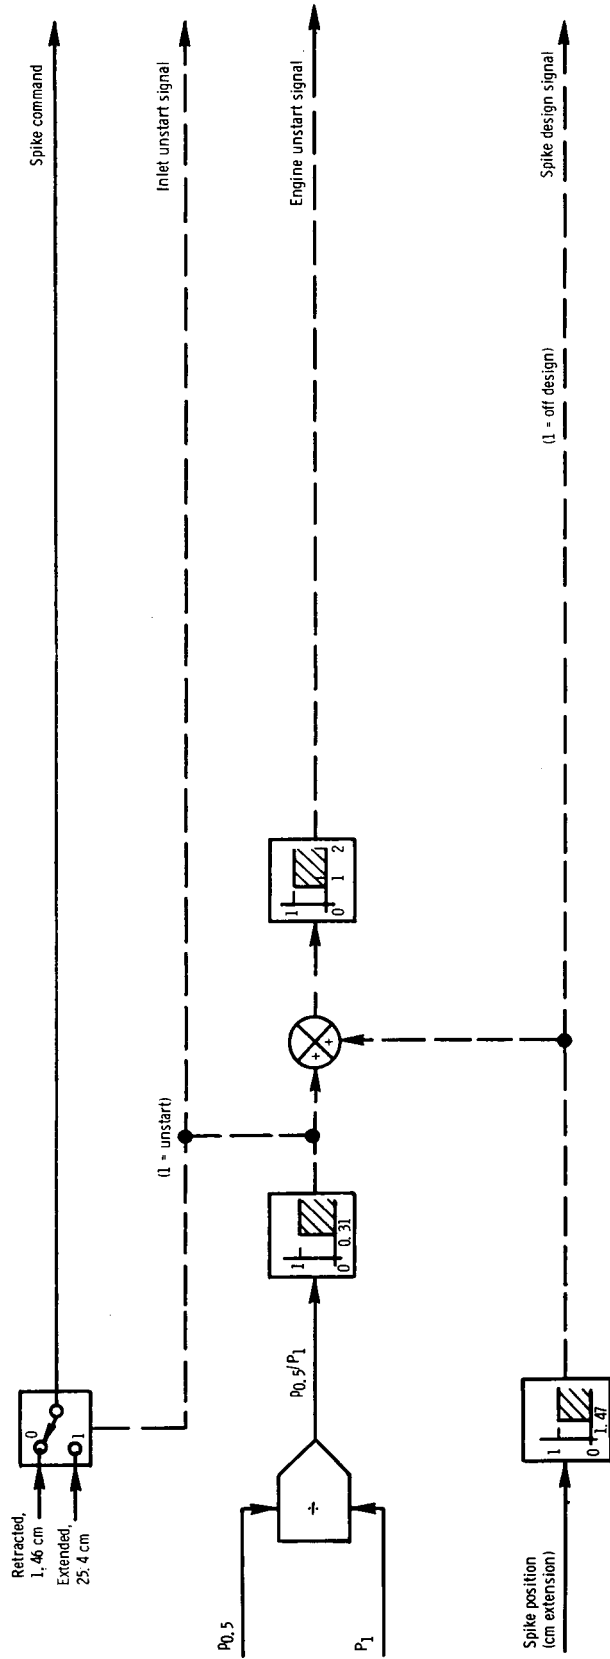 Spike command
Inlet unstart signal
Engine unstart signal
Spike design signal
(1 = off design)
1
0
1 2
(1 = unstart)
1
0
0.31
P0.5/P1
0
1
Retracted,
1.46 cm
Extended,
25.4 cm
÷
P0.5
P1
+
+
1
0
1.47
Spike position
(cm extension)